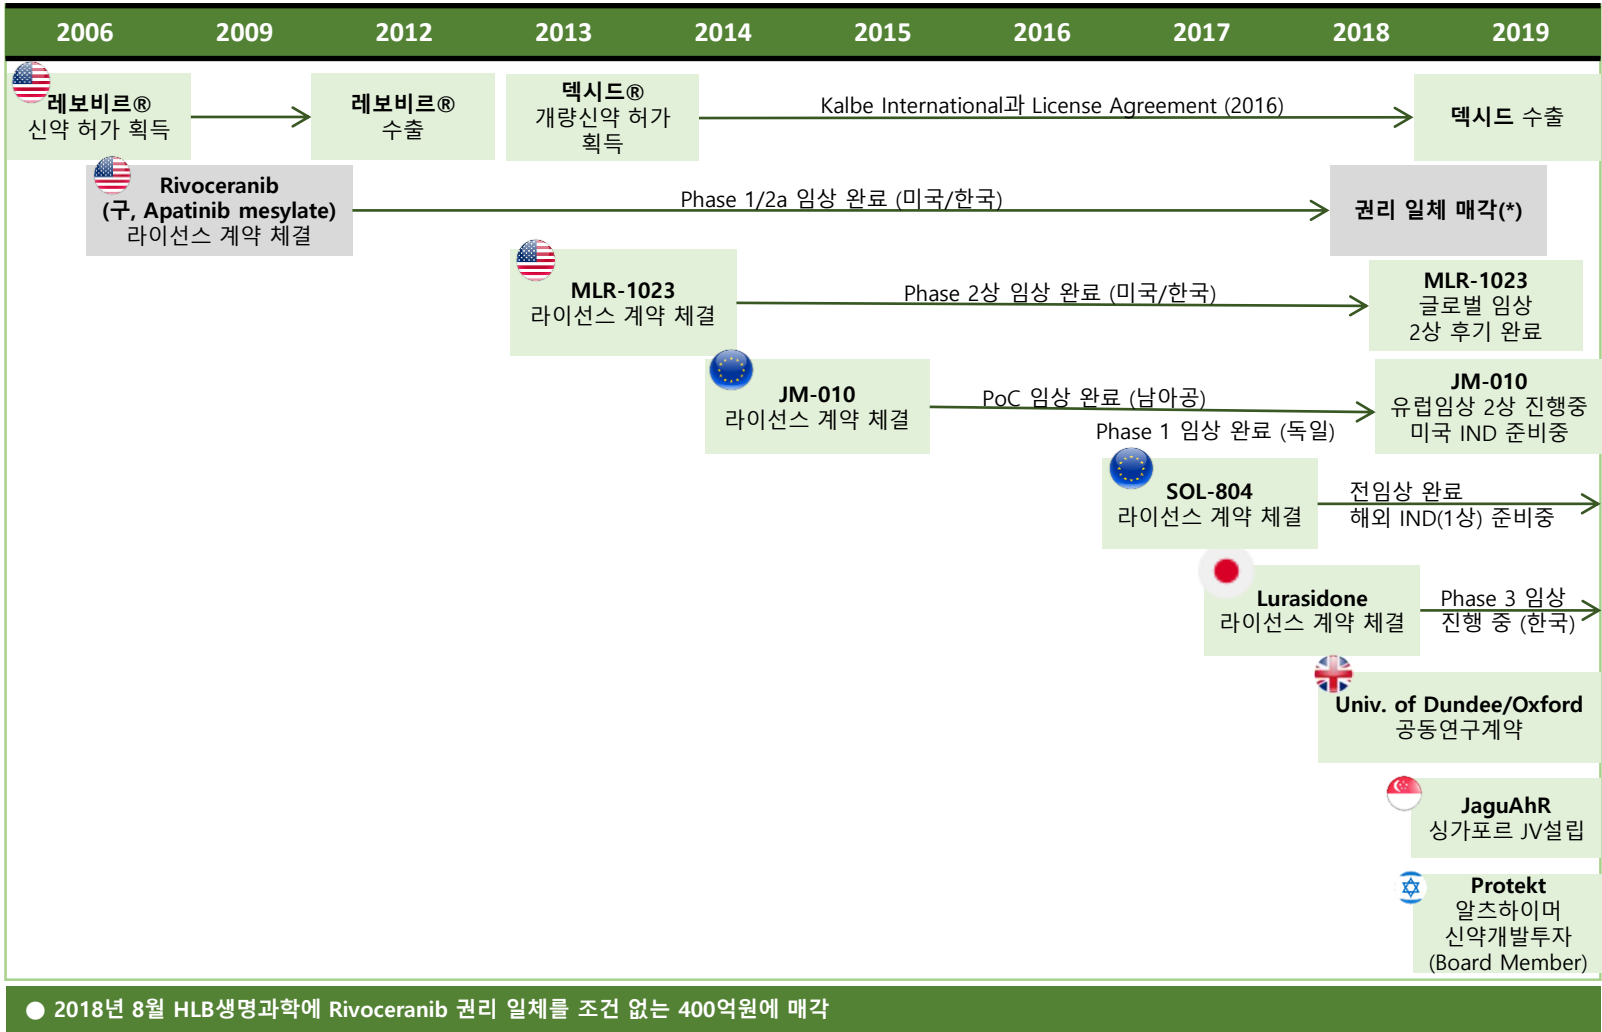 2006 2009 2012 2013 2014 2015 2016 2017 2018 2019
레보비르®
신약 허가 획득
레보비르®
수출
덱시드®
개량신약 허가
획득
Kalbe International과 License Agreement (2016)
덱시드 수출
Rivoceranib
(구, Apatinib mesylate)
라이선스 계약 체결
Phase 1/2a 임상 완료 (미국/한국)
권리 일체 매각(*)
MLR-1023
라이선스 계약 체결
Phase 2상 임상 완료 (미국/한국)
MLR-1023
글로벌 임상
2상 후기 완료
JM-010
라이선스 계약 체결
PoC 임상 완료 (남아공)
Phase 1 임상 완료 (독일)
JM-010
유럽임상 2상 진행중
미국 IND 준비중
SOL-804
라이선스 계약 체결
전임상 완료
해외 IND(1상) 준비중
Lurasidone
라이선스 계약 체결
Phase 3 임상
진행 중 (한국)
Univ. of Dundee/Oxford
공동연구계약
JaguAhR
싱가포르 JV설립
Protekt
알츠하이머
신약개발투자
(Board Member)
● 2018년 8월 HLB생명과학에 Rivoceranib 권리 일체를 조건 없는 400억원에 매각